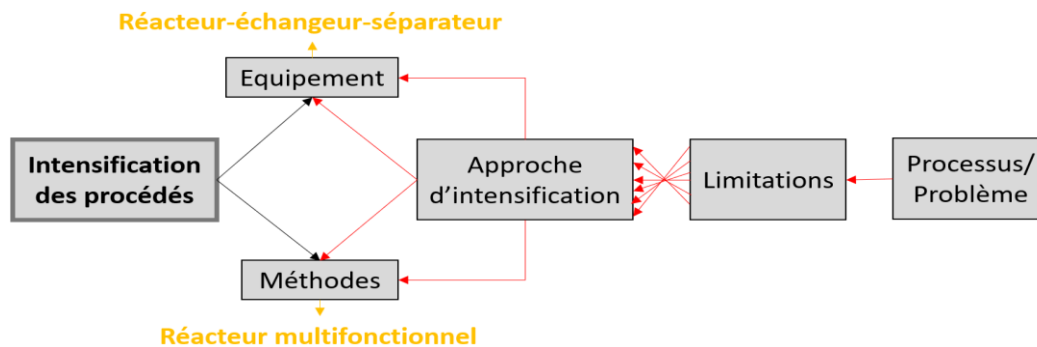 Réacteur-échangeur-séparateur
Equipement
Intensification
des procédés
Approche
d'intensification
Limitations
Processus/
Problème
Méthodes
Réacteur multifonctionnel